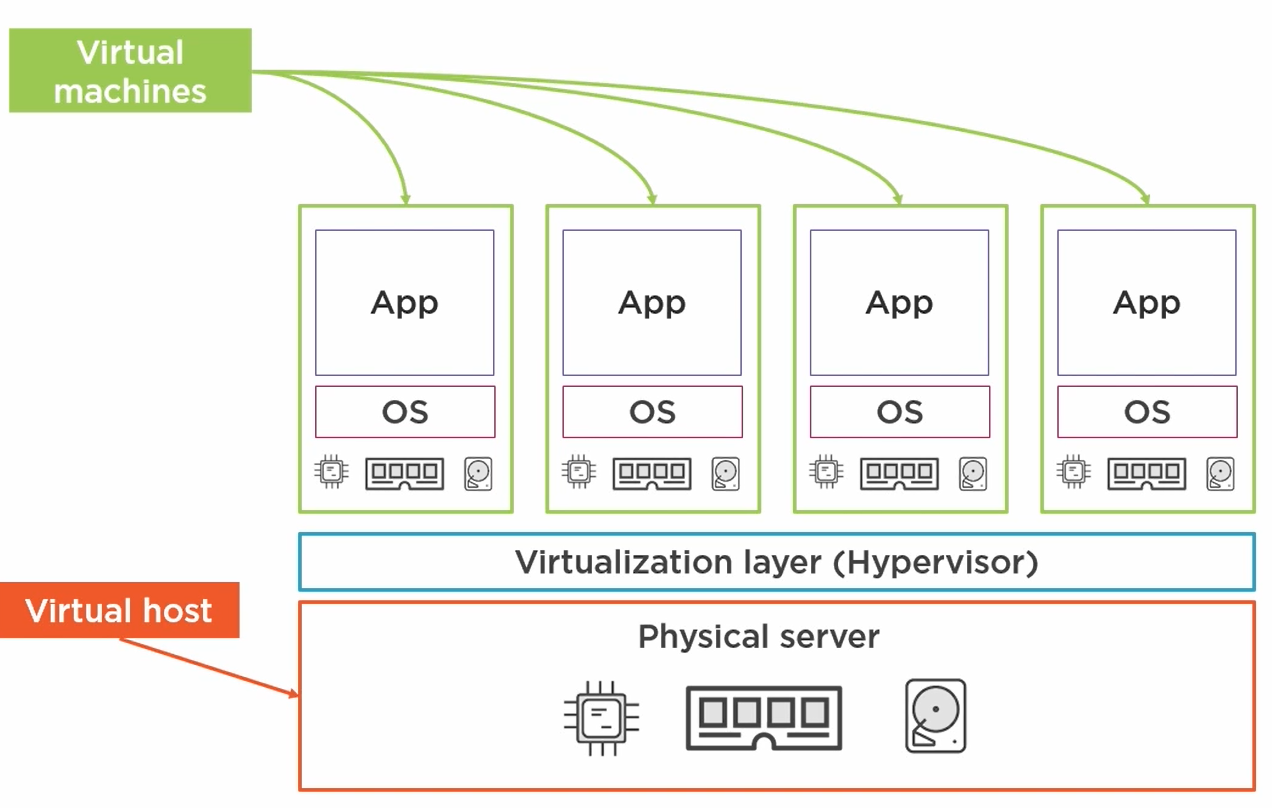 Virtual
machines
App
App
App
App
OS
OS
OS
OS
Virtualization layer (Hypervisor)
Virtual host
Physical server